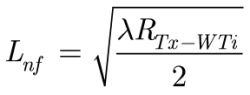 L_{nf} = \sqrt{\frac{\lambda R_{Tx-WTi}}{2}}